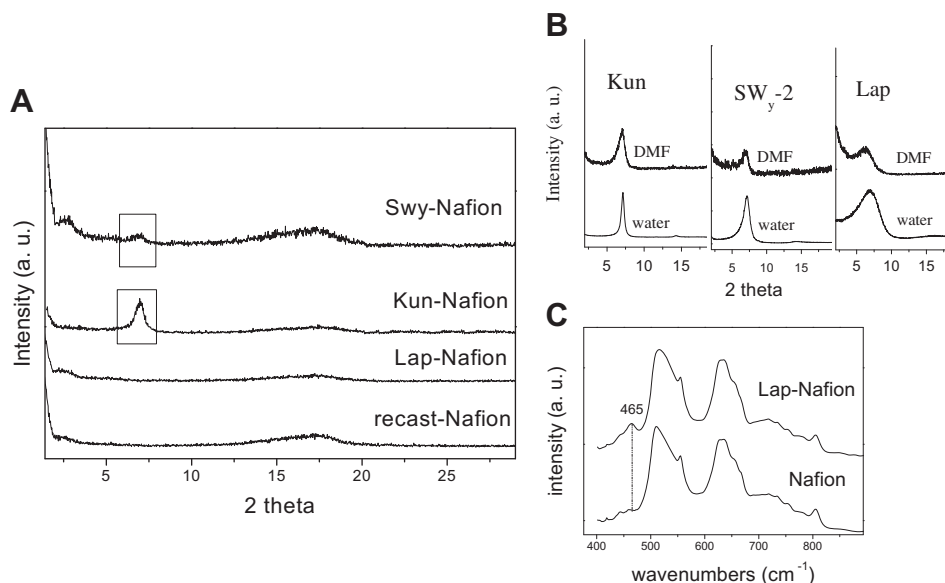 A
Intensity (a. u.)
Swy-Nafion
Kun-Nafion
Lap-Nafion
recast-Nafion
5 10 15 20 25
2 theta
B
Intensity (a. u.)
Kun
DMF
water
5 10 15
SWy-2
DMF
water
5 10 15
Lap
DMF
water
5 10 15
2 theta
C
intensity (a. u.)
465
Lap-Nafion
Nafion
400 500 600 700 800
wavenumbers (cm-1)